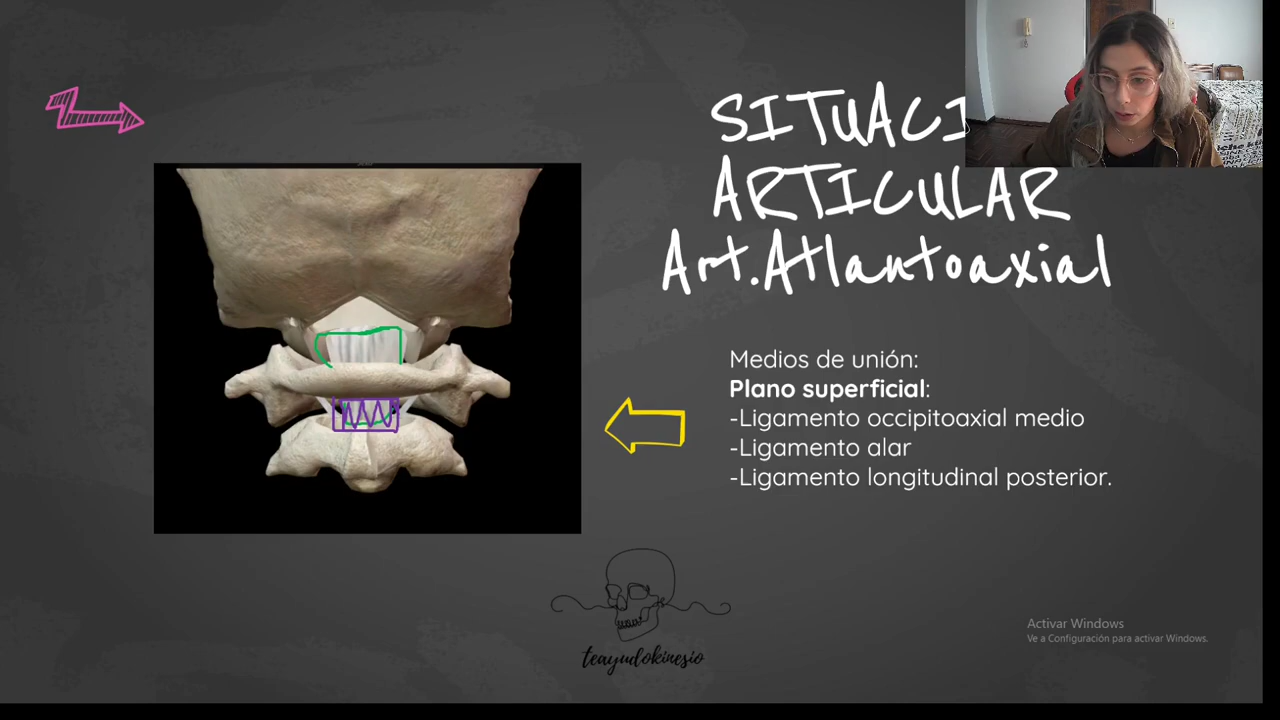 SITUACI
ARTICULAR
Art.Atlantoaxial
Medios de unión:
Plano superficial:
-Ligamento occipitoaxial medio
-Ligamento alar
-Ligamento longitudinal posterior.
teayudokinesio
Activar Windows
Ve a Configuración para activar Windows.